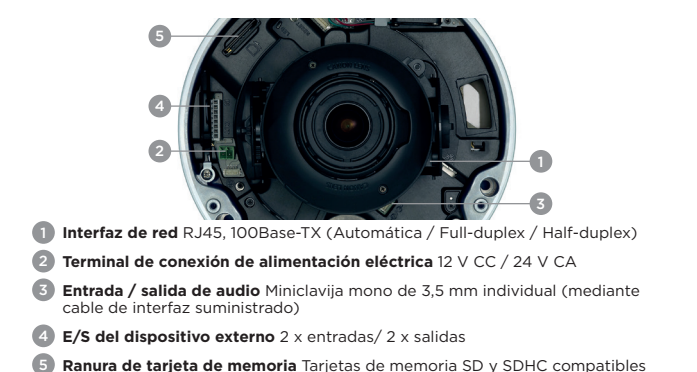 5
4
2
1
3
1 Interfaz de red RJ45, 100Base-TX (Automática / Full-duplex / Half-duplex)
2 Terminal de conexión de alimentación eléctrica 12 V CC / 24 V CA
3 Entrada / salida de audio Miniclavija mono de 3,5 mm individual (mediante
cable de interfaz suministrado)
4 E/S del dispositivo externo 2 x entradas/ 2 x salidas
5 Ranura de tarjeta de memoria Tarjetas de memoria SD y SDHC compatibles